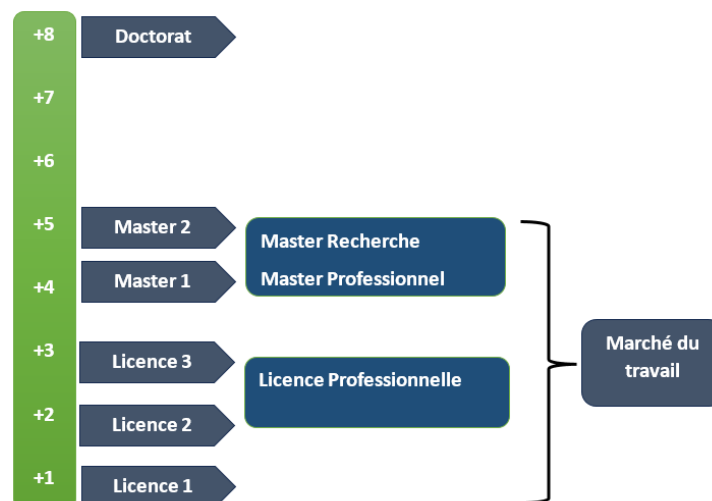 +8
Doctorat
+7
+6
+5
Master 2
Master Recherche
Master Professionnel
+4
Master 1
+3
Licence 3
Licence Professionnelle
Marché du
travail
+2
Licence 2
+1
Licence 1